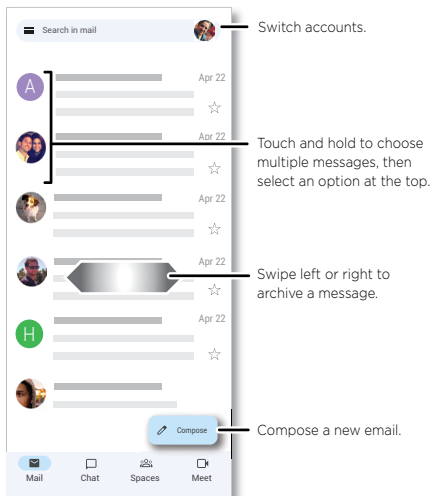 Search in mail
Switch accounts.
A
Apr 22
Apr 22
Touch and hold to choose
multiple messages, then
select an option at the top.
Apr 22
Apr 22
Swipe left or right to
archive a message.
H
Apr 22
Compose
Compose a new email.
Mail Chat Spaces Meet